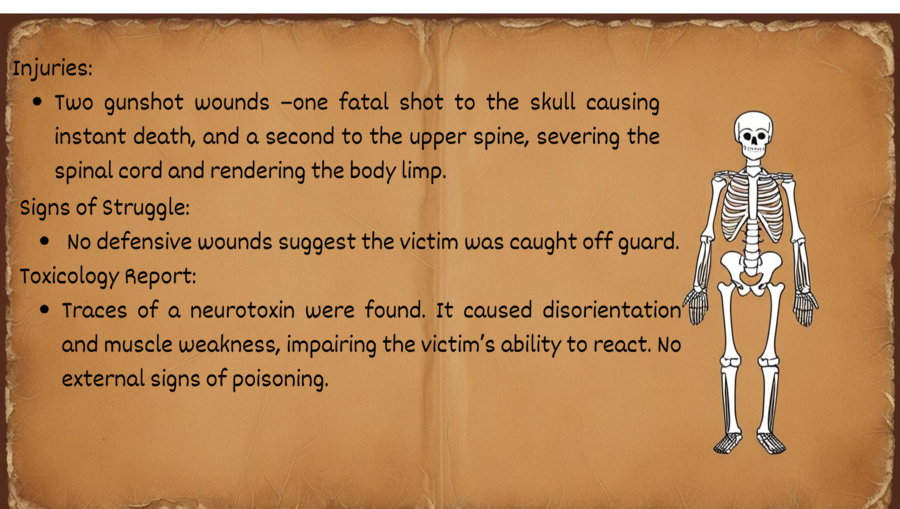 Injuries:
• Two gunshot wounds –one fatal shot to the skull causing
instant death, and a second to the upper spine, severing the
spinal cord and rendering the body limp.
Signs of Struggle:
• No defensive wounds suggest the victim was caught off guard.
Toxicology Report:
• Traces of a neurotoxin were found. It caused disorientation
and muscle weakness, impairing the victim's ability to react. No
external signs of poisoning.